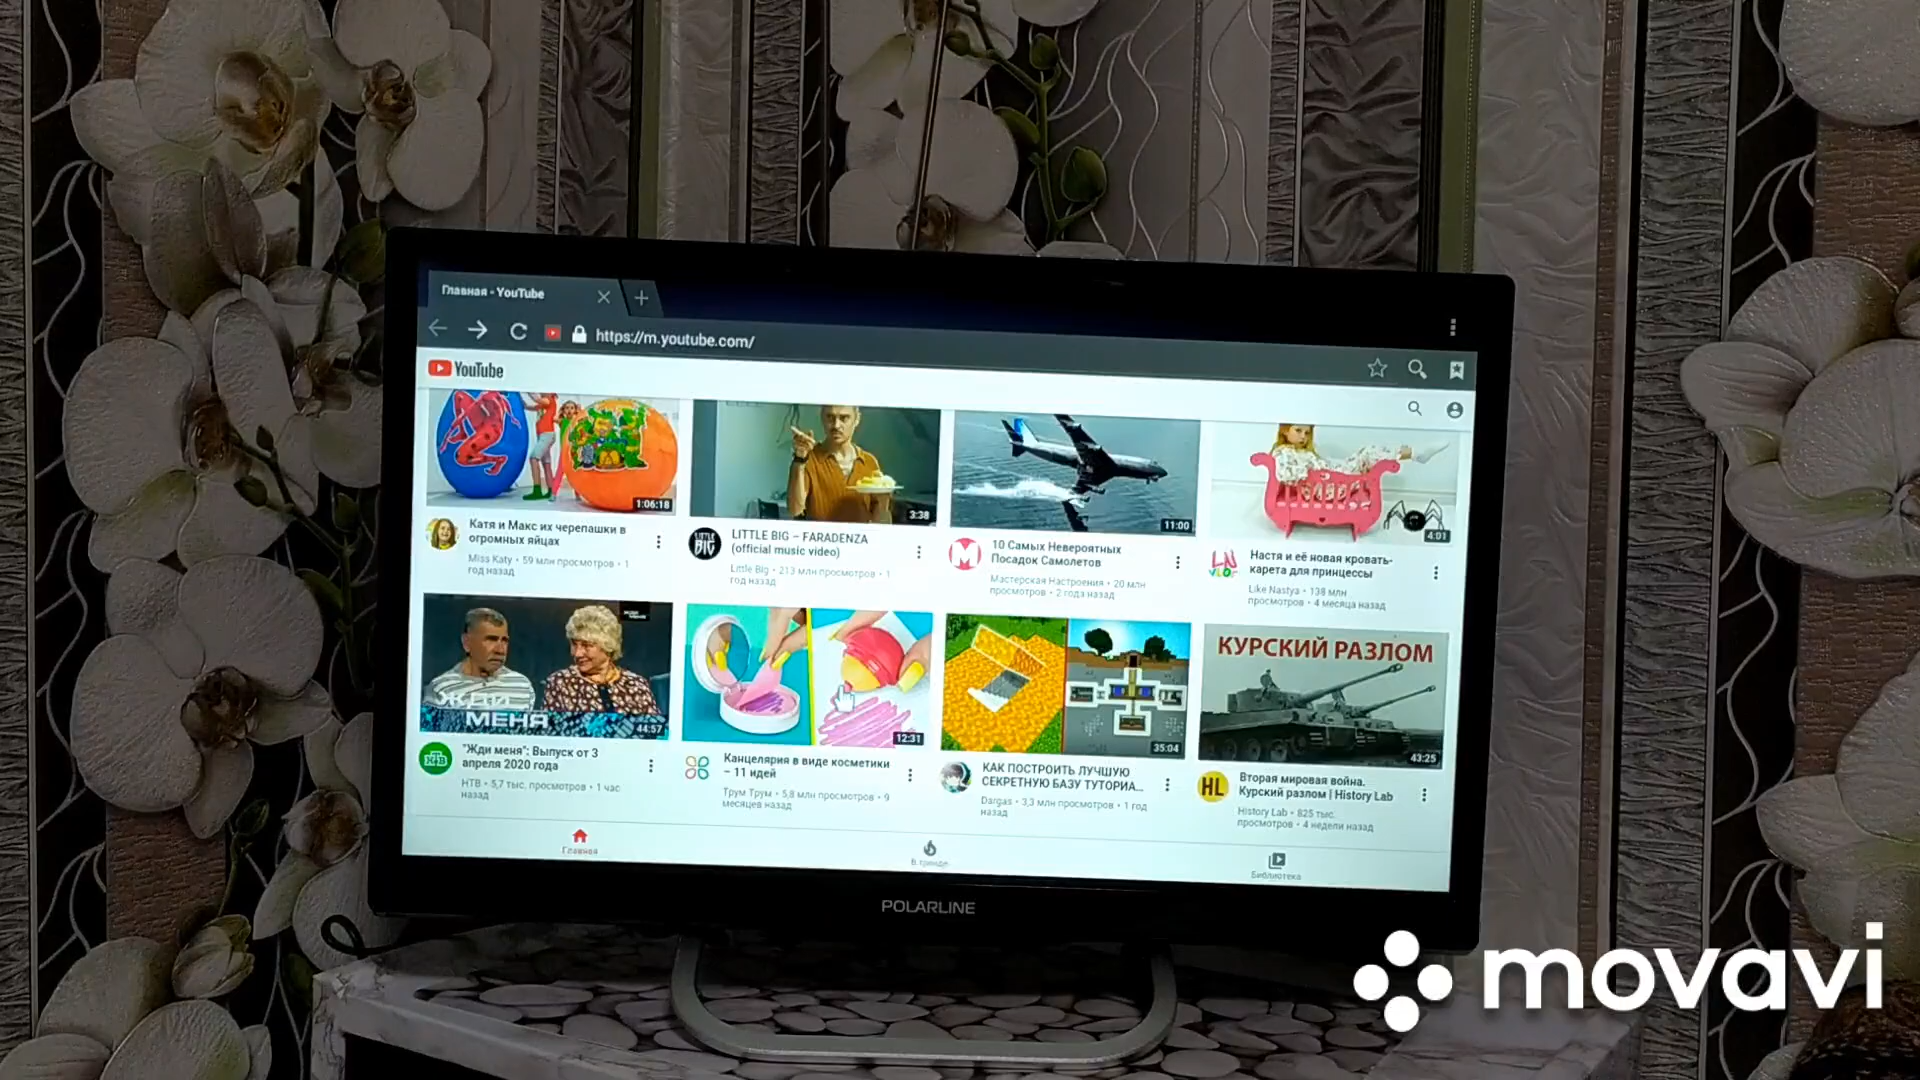 Главная - YouTube
https://m.youtube.com/
YouTube
1:06:18
3:38
11:00
4:01
Катя и Макс их черепашки в
огромных яйцах
Miss Katy • 59 млн просмотров • 1
год назад
LITTLE BIG
LITTLE BIG – FARADENZA
(official music video)
Little Big • 213 млн просмотров • 1
год назад
10 Самых Невероятных
Посадок Самолетов
Мастерская Настроения • 20 млн
просмотров • 2 года назад
LN
VLOG
Настя и её новая кровать-
карета для принцессы
Like Nastya • 138 млн
просмотров • 4 месяца назад
ЖДИ
МЕНЯ
44:57
12:31
35:04
КУРСКИЙ РАЗЛОМ
43:25
НТВ
"Жди меня": Выпуск от 3
апреля 2020 года
НТВ • 5,7 тыс. просмотров • 1 час
назад
Канцелярия в виде косметики
– 11 идей
Трум Трум • 5,8 млн просмотров • 9
месяцев назад
КАК ПОСТРОИТЬ ЛУЧШУЮ
СЕКРЕТНУЮ БАЗУ ТУТОРИА...
Dargas • 3,3 млн просмотров • 1 год
назад
HL
Вторая мировая война.
Курский разлом | History Lab
History Lab • 825 тыс.
просмотров • 4 недели назад
Главная
В тренде
Библиотека
POLARLINE
movavi